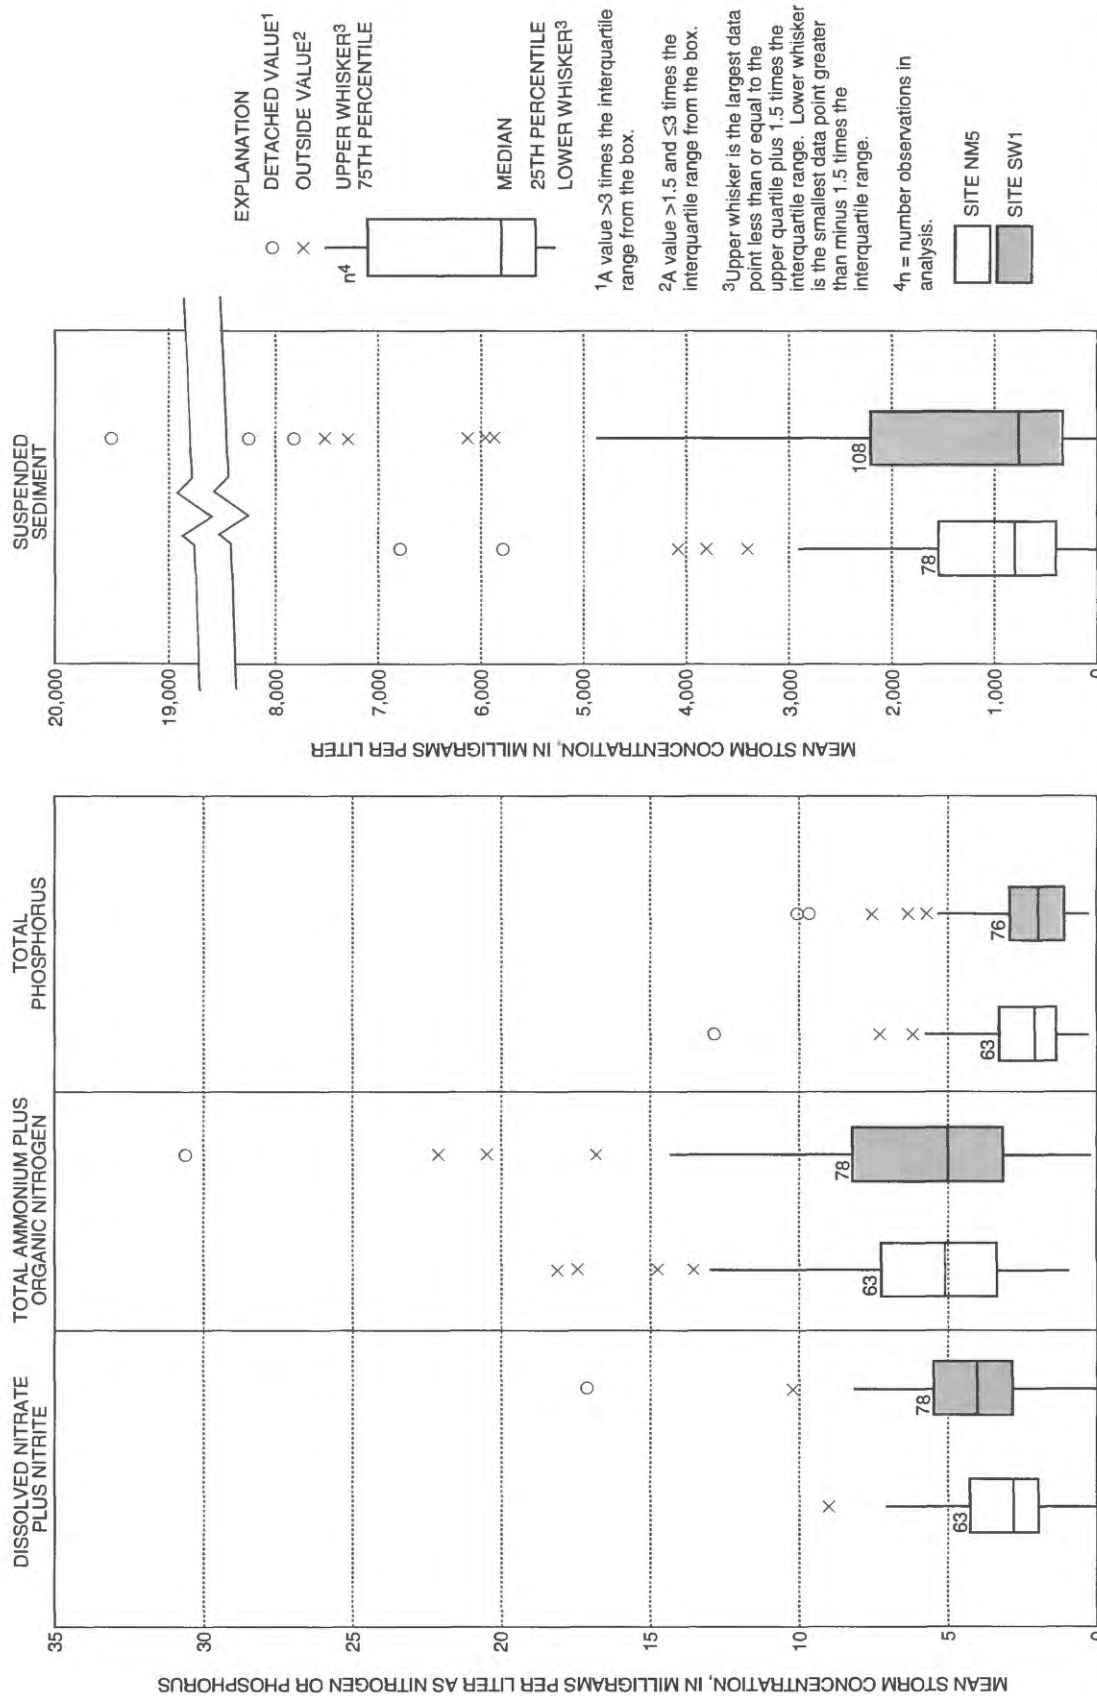 DISSOLVED NITRATE
PLUS NITRITE
TOTAL AMMONIUM PLUS
ORGANIC NITROGEN
TOTAL
PHOSPHORUS
MEAN STORM CONCENTRATION, IN MILLIGRAMS PER LITER AS NITROGEN OR PHOSPHORUS
35
30
25
20
15
10
5
0
63
78
63
78
63
76
SUSPENDED
SEDIMENT
MEAN STORM CONCENTRATION, IN MILLIGRAMS PER LITER
20,000
19,000
8,000
7,000
6,000
5,000
4,000
3,000
2,000
1,000
0
78
108
EXPLANATION
DETACHED VALUE¹
OUTSIDE VALUE²
n⁴
UPPER WHISKER³
75TH PERCENTILE
MEDIAN
25TH PERCENTILE
LOWER WHISKER³
¹A value >3 times the interquartile
range from the box.
²A value >1.5 and ≤3 times the
interquartile range from the box.
³Upper whisker is the largest data
point less than or equal to the
upper quartile plus 1.5 times the
interquartile range. Lower whisker
is the smallest data point greater
than minus 1.5 times the
interquartile range.
⁴n = number observations in
analysis.
SITE NM5
SITE SW1